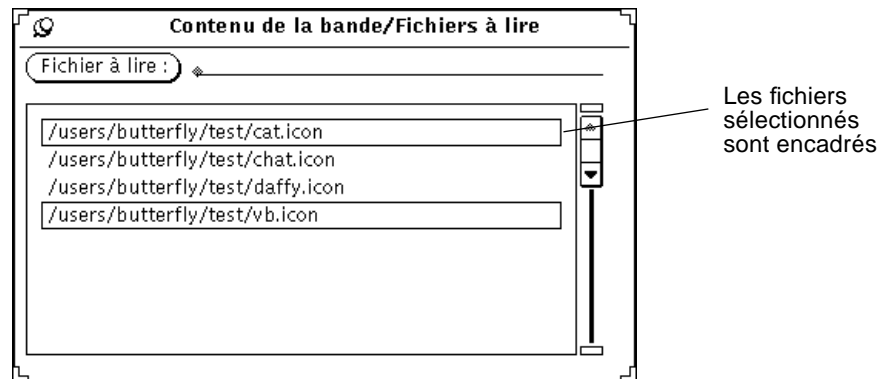 Contenu de la bande/Fichiers à lire
Fichier à lire :
/users/butterfly/test/cat.icon
/users/butterfly/test/chat.icon
/users/butterfly/test/daffy.icon
/users/butterfly/test/vb.icon
Les fichiers
sélectionnés
sont encadrés